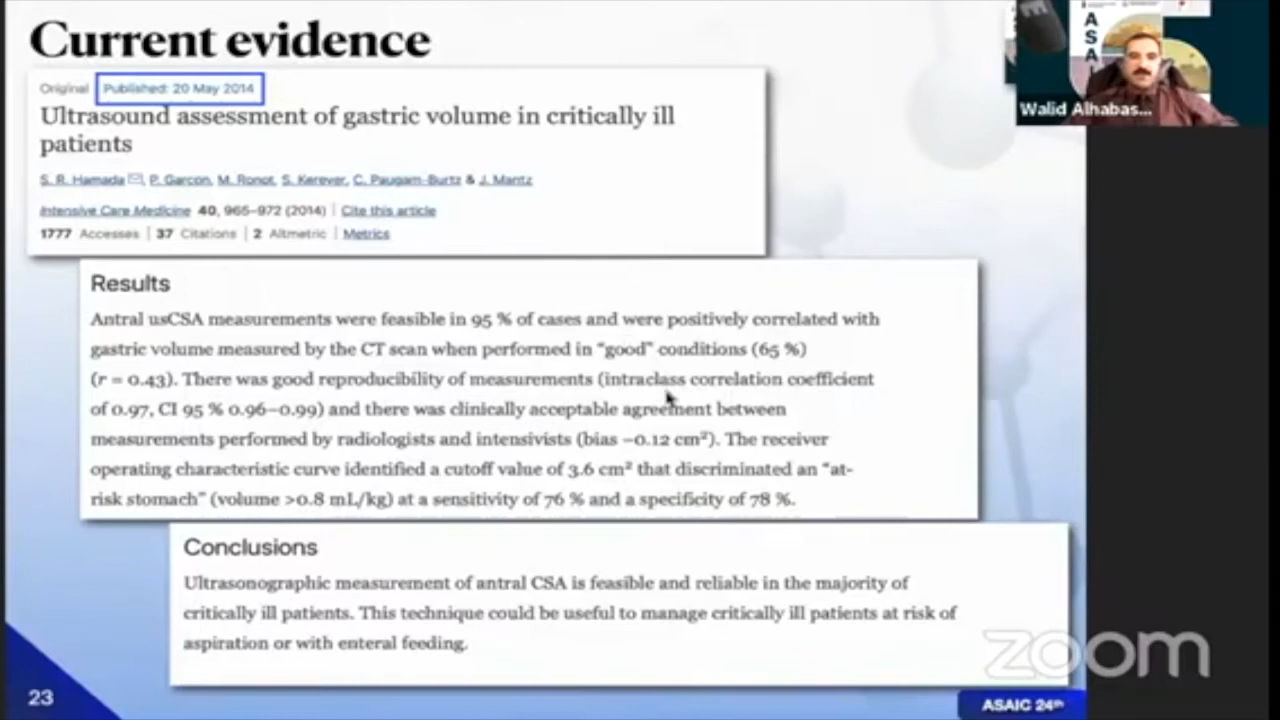 Current evidence
Original
Published: 20 May 2014
Ultrasound assessment of gastric volume in critically ill
patients
S. R. Hamada, P. Garcon, M. Ronot, S. Kerever, C. Paugam-Burtz & J. Mantz
Intensive Care Medicine 40, 965–972 (2014) | Cite this article
1777 Accesses | 37 Citations | 2 Altmetric | Metrics
Results
Antral usCSA measurements were feasible in 95 % of cases and were positively correlated with
gastric volume measured by the CT scan when performed in “good” conditions (65 %)
(r = 0.43). There was good reproducibility of measurements (intraclass correlation coefficient
of 0.97, CI 95 % 0.96–0.99) and there was clinically acceptable agreement between
measurements performed by radiologists and intensivists (bias −0.12 cm²). The receiver
operating characteristic curve identified a cutoff value of 3.6 cm² that discriminated an “at-
risk stomach” (volume >0.8 mL/kg) at a sensitivity of 76 % and a specificity of 78 %.
Conclusions
Ultrasonographic measurement of antral CSA is feasible and reliable in the majority of
critically ill patients. This technique could be useful to manage critically ill patients at risk of
aspiration or with enteral feeding.
23
ASAIC 24th
zoom
ASA
Walid Alhabas...